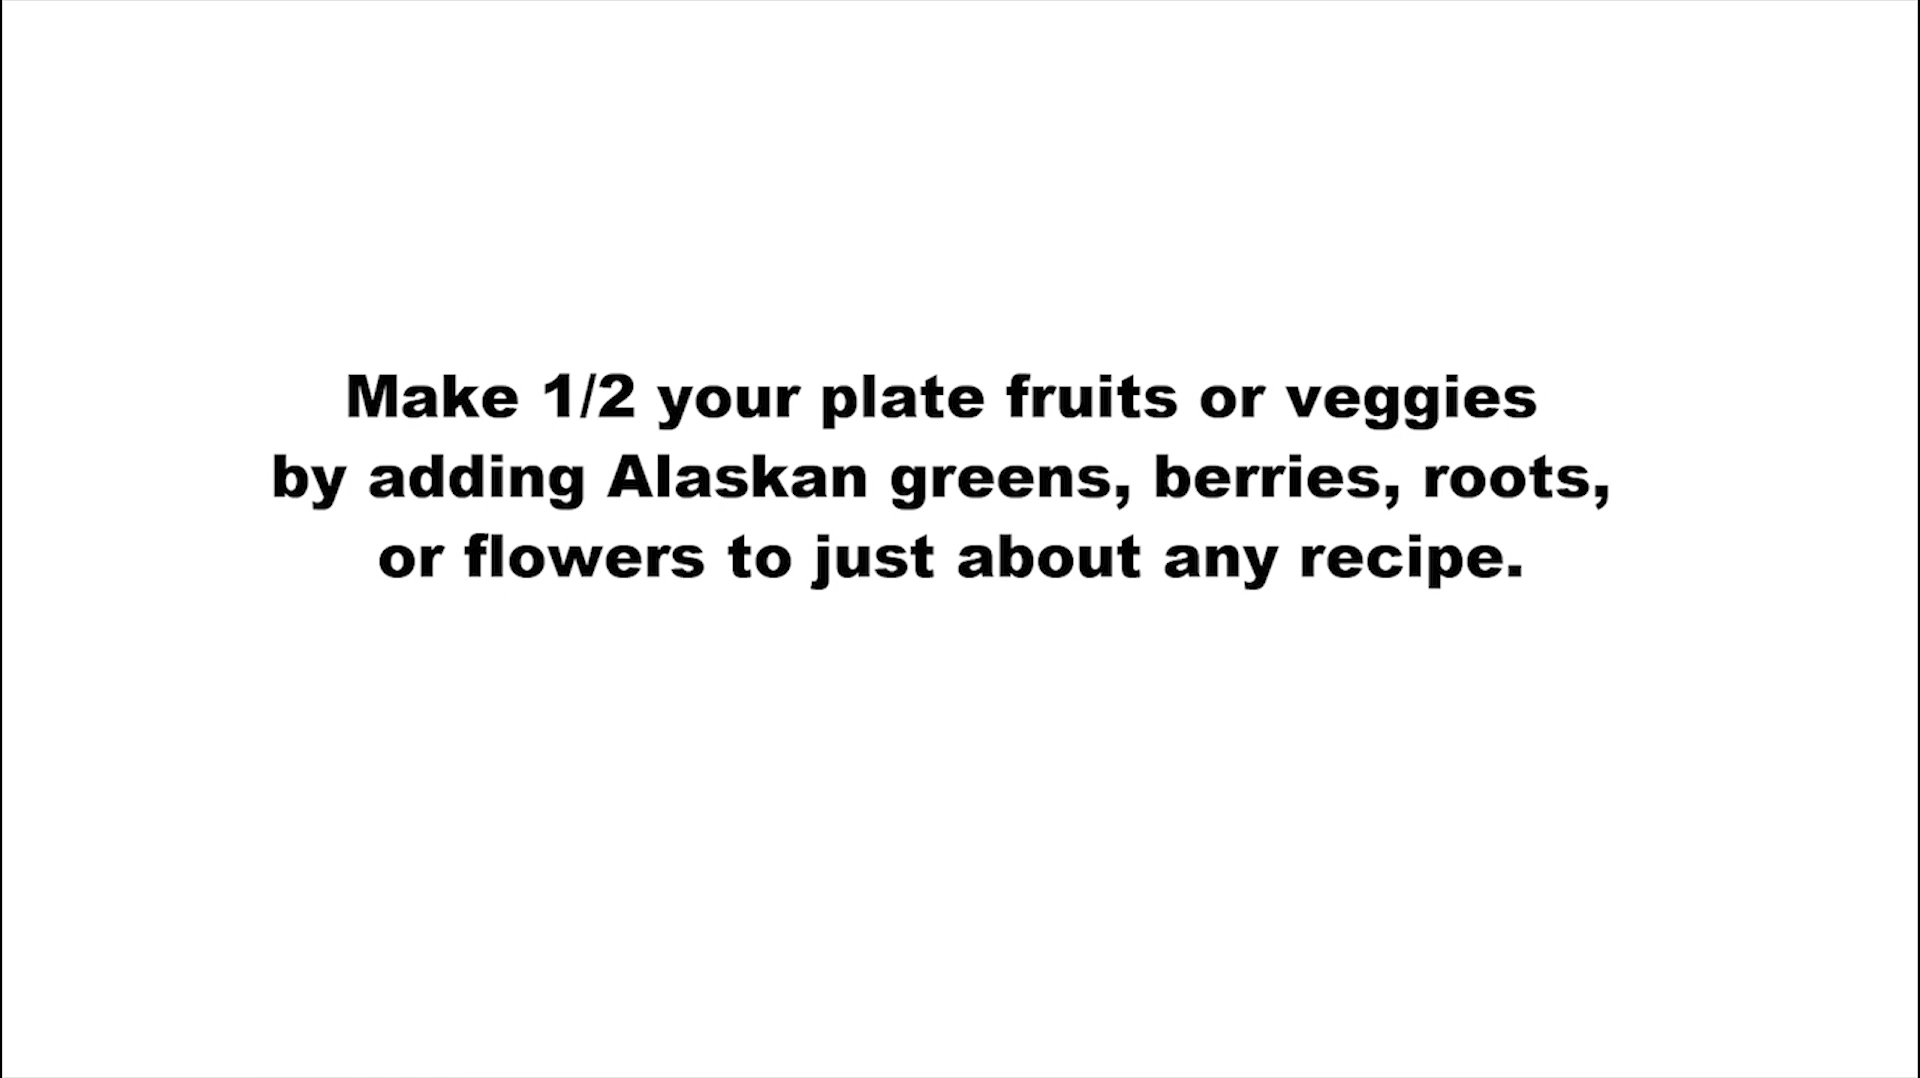 Make 1/2 your plate fruits or veggies
by adding Alaskan greens, berries, roots,
or flowers to just about any recipe.